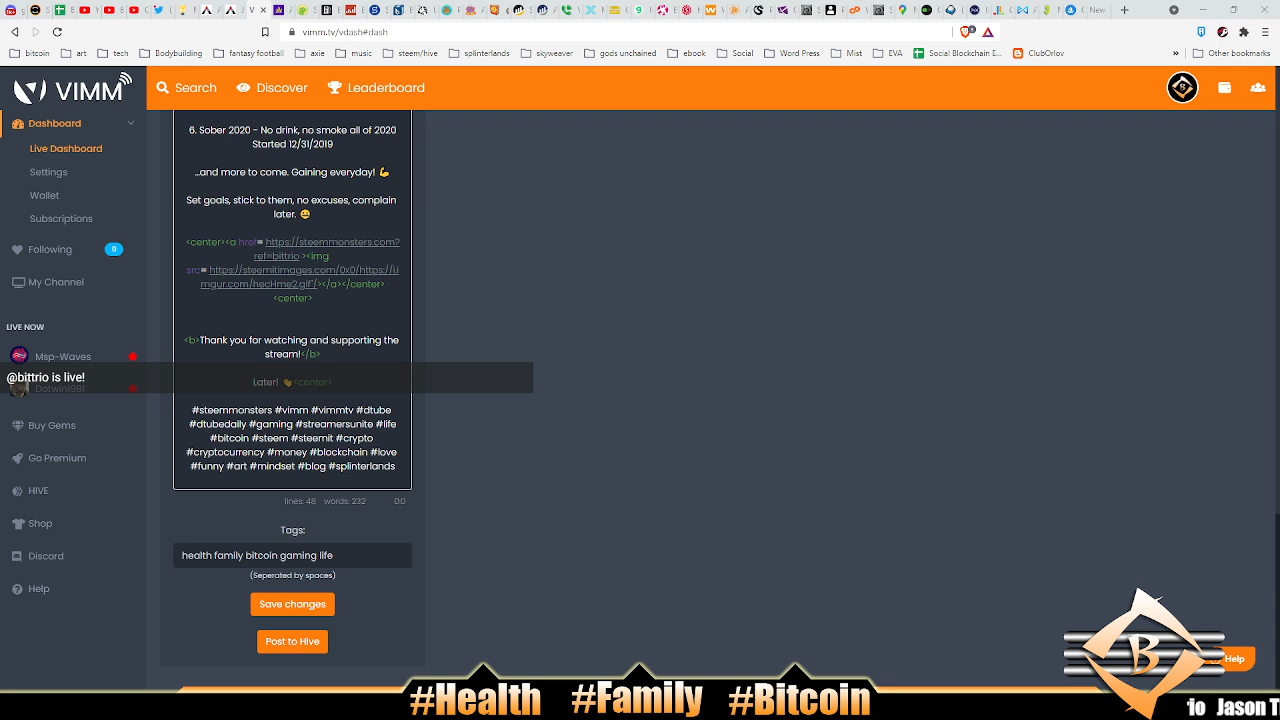 New
vimm.tv/vdash#dash
bitcoin
art
tech
Bodybuilding
fantasy football
art
music
steem/hive
splinterlands
skyweaver
gods unchained
ebook
Social
Word Press
Mist
EVA
Social Blockchain E...
ClubOrlov
»
Other bookmarks
VIMM
Search
Discover
Leaderboard
Dashboard
Live Dashboard
Settings
Wallet
Subscriptions
Following
0
My Channel
LIVE NOW
Msp-Waves
@bittrio is live!
Dotwin1981
Buy Gems
Go Premium
HIVE
Shop
Discord
Help
6. Sober 2020 - No drink, no smoke all of 2020
Started 12/31/2019
...and more to come. Gaining everyday! 💪
Set goals, stick to them, no excuses, complain
later. 😀
<center><a href= https://steemmonsters.com?
ref=bittrio ><img
src= https://steemitimages.com/0x0/https://i.i
mgur.com/hecHme2.gif"/></a></center>
<center>
<b>Thank you for watching and supporting the
stream!</b>
Later! 👋<center>
#steemmonsters #vimm #vimmtv #dtube
#dtubedaily #gaming #streamersunite #life
#bitcoin #steem #steemit #crypto
#cryptocurrency #money #blockchain #love
#funny #art #mindset #blog #splinterlands
lines: 48 words: 232 0:0
Tags:
health family bitcoin gaming life
(Seperated by spaces)
Save changes
Post to Hive
B
Help
#Health #Family #Bitcoin
Jason T